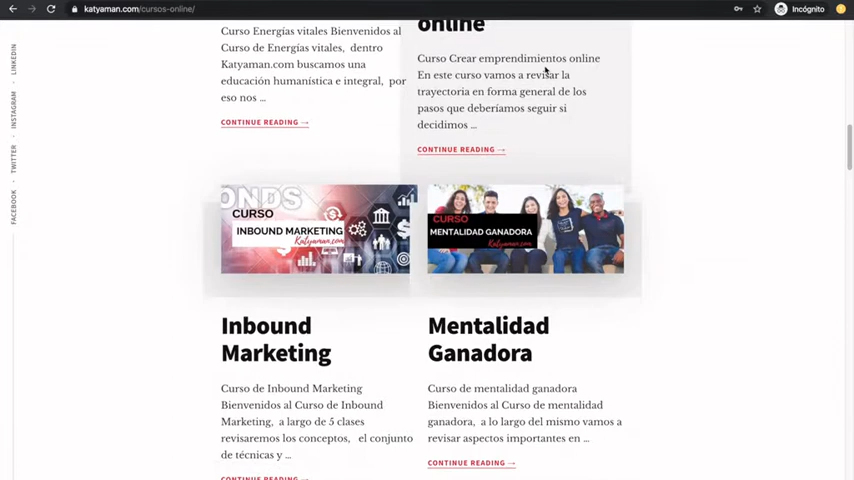 katyaman.com/cursos-online/
Incógnito
LINKEDIN
INSTAGRAM
TWITTER
FACEBOOK
Curso Energías vitales Bienvenidos al
Curso de Energías vitales, dentro
Katyaman.com buscamos una
educación humanística e integral, por
eso nos ...
CONTINUE READING →
online
Curso Crear emprendimientos online
En este curso vamos a revisar la
trayectoria en forma general de los
pasos que deberíamos seguir si
decidimos ...
CONTINUE READING →
ONDS
CURSO
INBOUND MARKETING
Katyaman.com
CURSO
MENTALIDAD GANADORA
Katyaman.com
Inbound
Marketing
Curso de Inbound Marketing
Bienvenidos al Curso de Inbound
Marketing, a largo de 5 clases
revisaremos los conceptos, el conjunto
de técnicas y ...
CONTINUE READING →
Mentalidad
Ganadora
Curso de mentalidad ganadora
Bienvenidos al Curso de mentalidad
ganadora, a lo largo del mismo vamos a
revisar aspectos importantes en ...
CONTINUE READING →